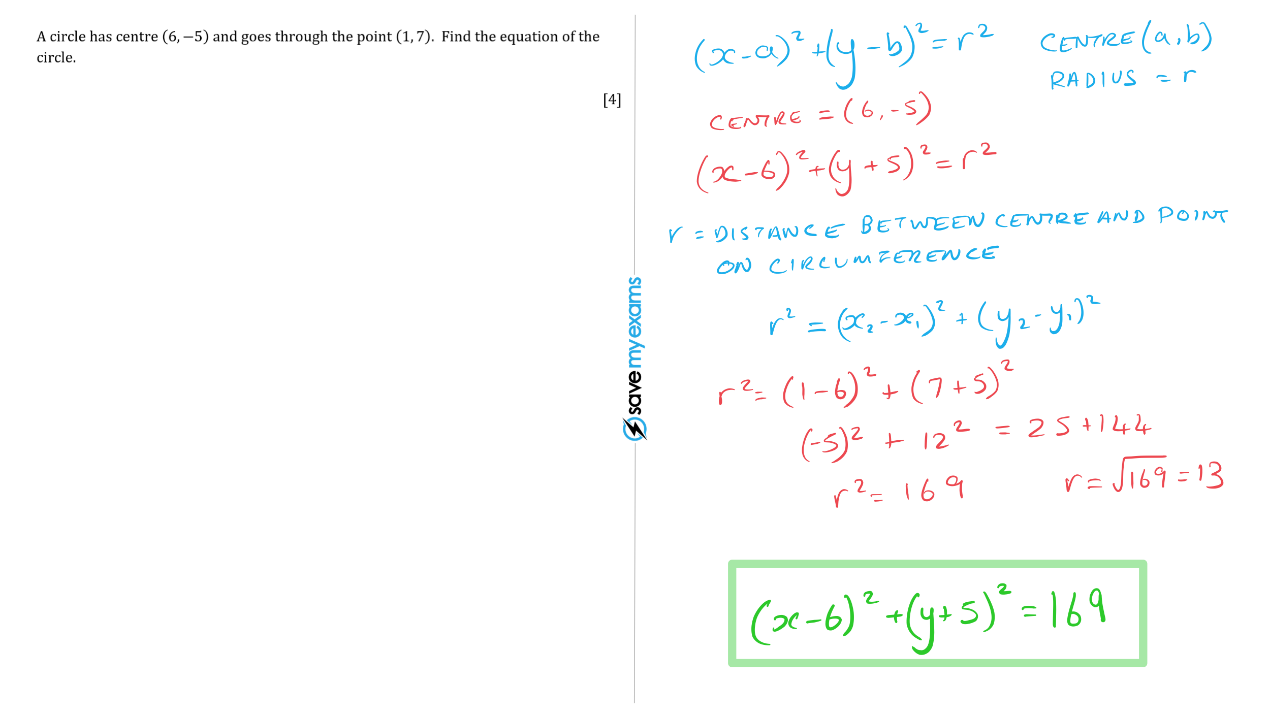 A circle has centre (6, −5) and goes through the point (1, 7). Find the equation of the
circle.
[4]
savemyexams
(x-a)² + (y-b)² = r²
CENTRE (a,b)
RADIUS = r
CENTRE = (6,-5)
(x-6)² + (y+5)² = r²
r = DISTANCE BETWEEN CENTRE AND POINT
ON CIRCUMFERENCE
r² = (x₂-x₁)² + (y₂-y₁)²
r² = (1-6)² + (7+5)²
(-5)² + 12² = 25+144
r² = 169
r = √169 = 13
(x-6)² + (y+5)² = 169